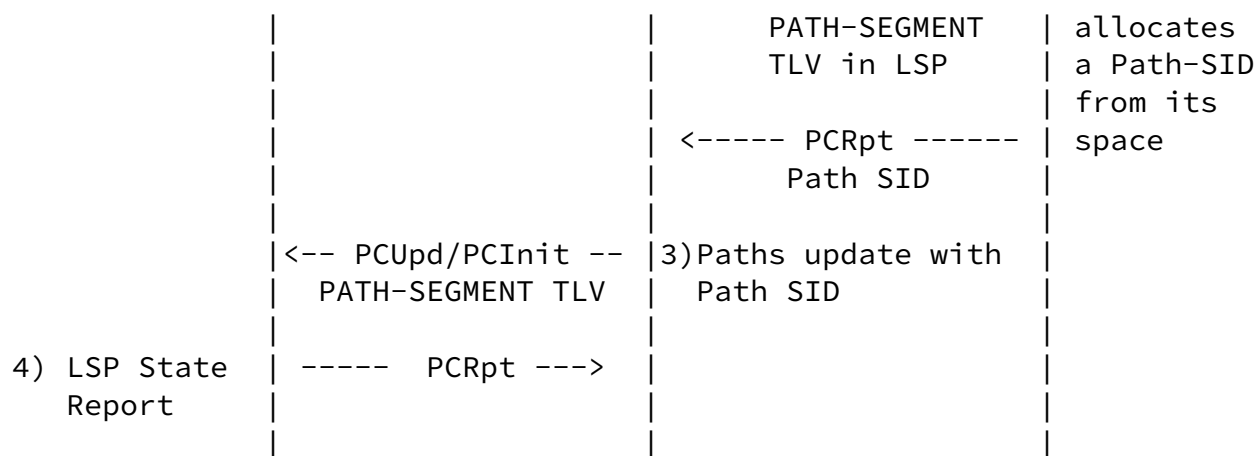 |                         |       PATH-SEGMENT    | allocates
|                         |       TLV in LSP      | a Path-SID
|                         |                       | from its
|                         | <----- PCRpt ------   | space
|                         |        Path SID       |
|                         |                       |
|<-- PCUpd/PCInit --      |3)Paths update with    |
|  PATH-SEGMENT TLV       |  Path SID             |
|                         |                       |
4) LSP State   | -----  PCRpt --->       |                       |
   Report      |                         |                       |
|                         |                       |